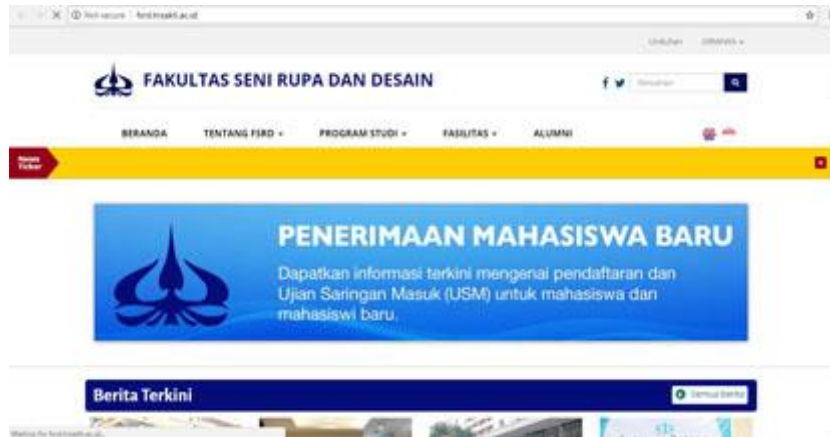 Not secure
Unduhan
FAKULTAS SENI RUPA DAN DESAIN
BERANDA TENTANG FSRD PROGRAM STUDI FASILITAS ALUMNI
News
Ticker
PENERIMAAN MAHASISWA BARU
Dapatkan informasi terkini mengenai pendaftaran dan
Ujian Saringan Masuk (USM) untuk mahasiswa dan
mahasiswi baru.
Berita Terkini
Semua berita